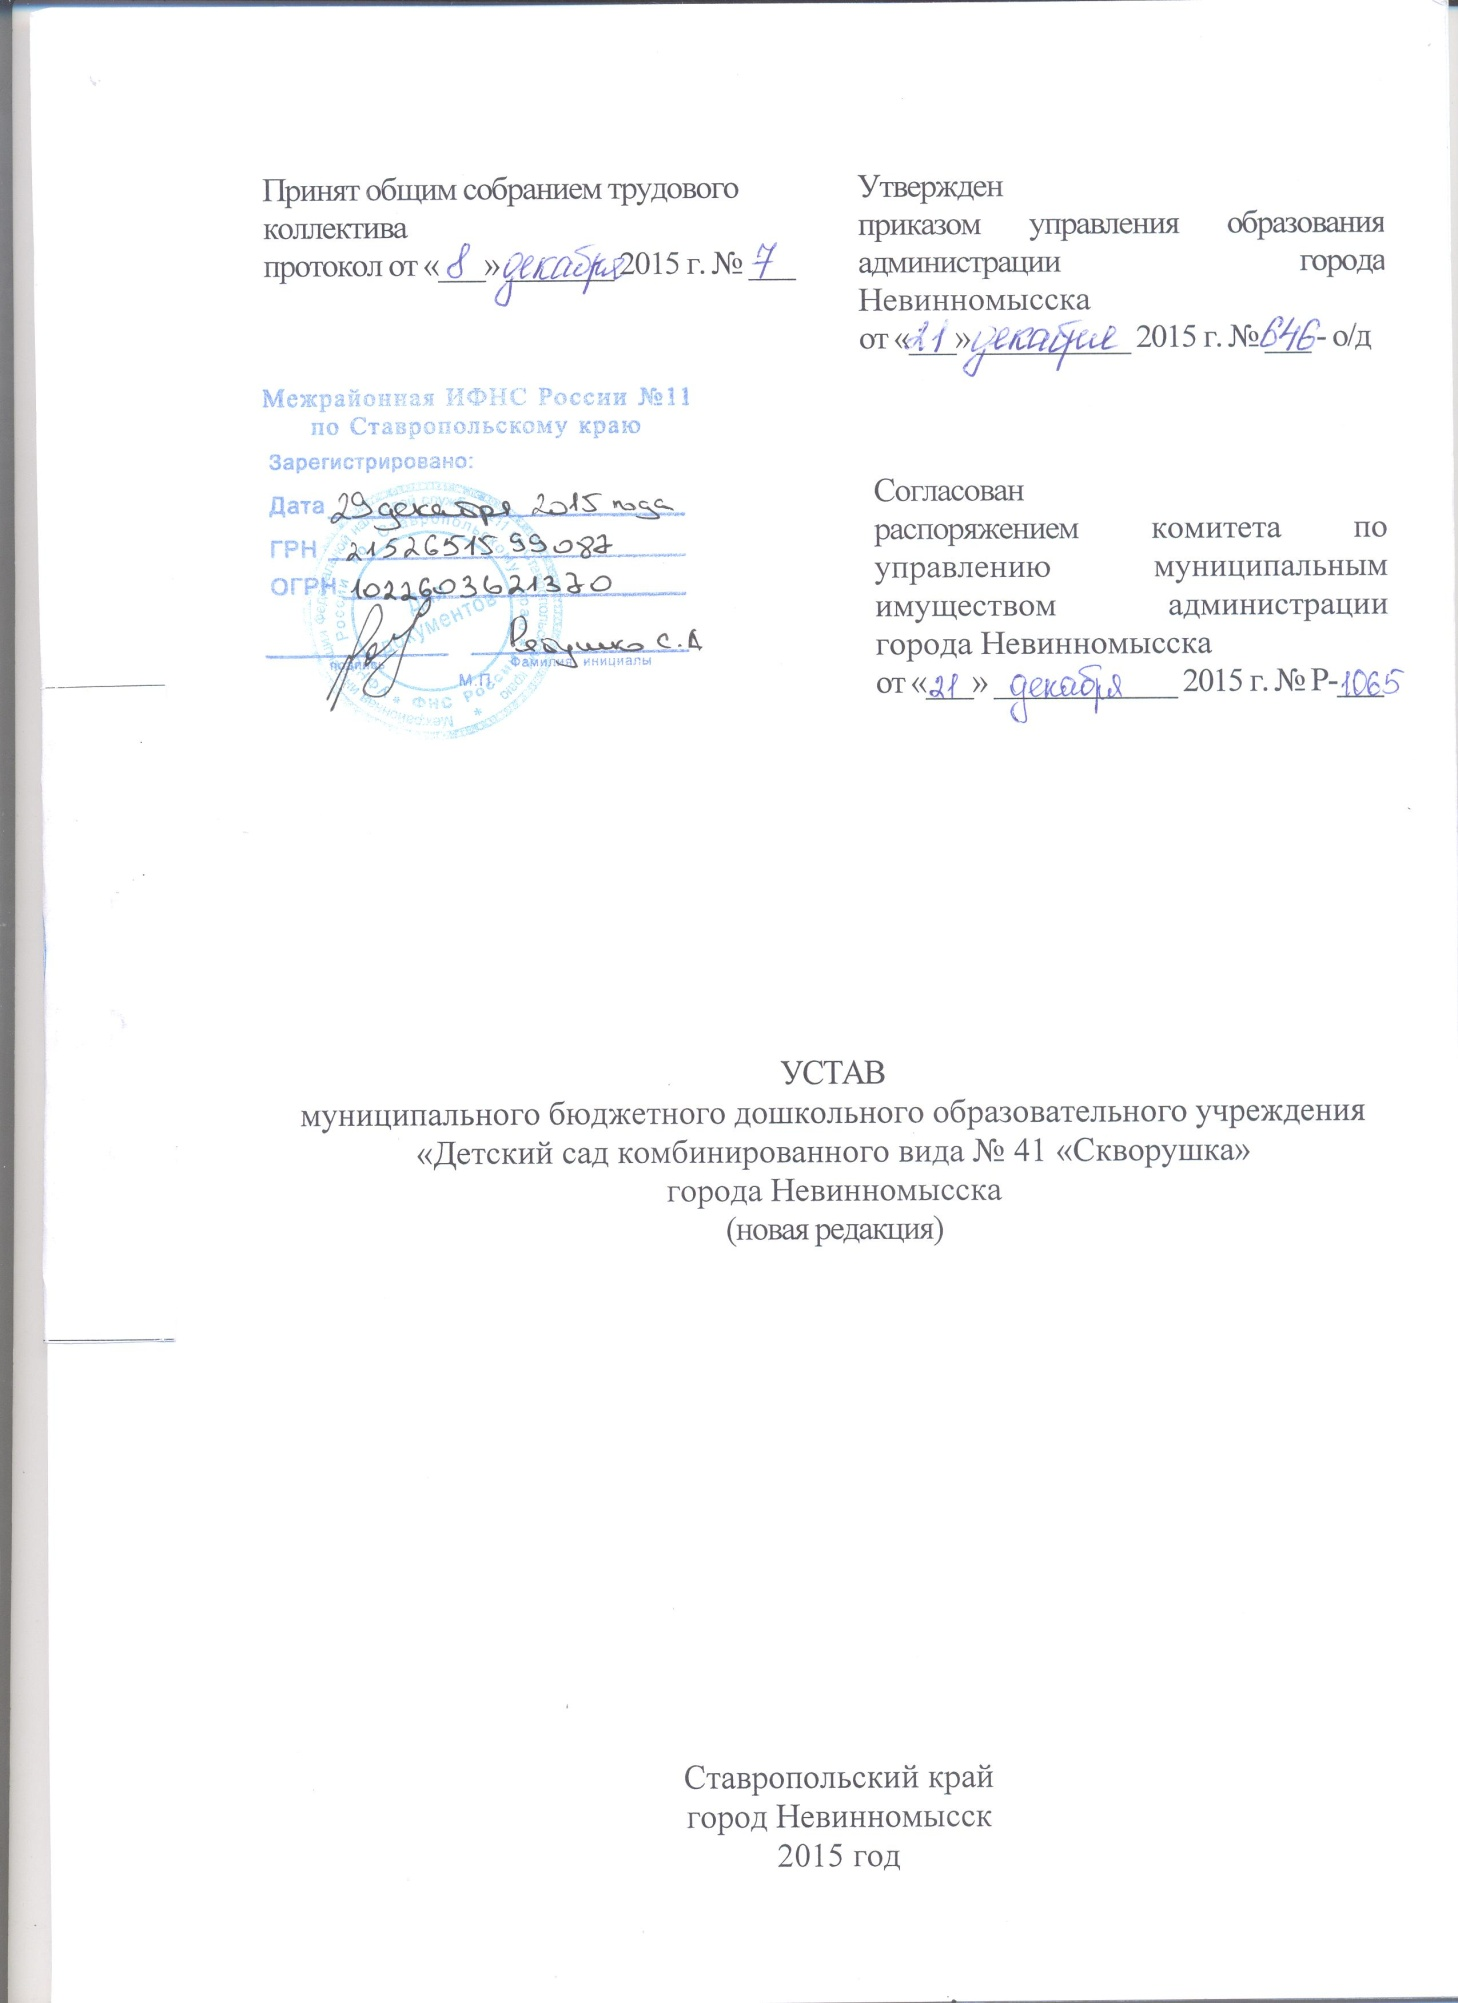 Принят общим собранием трудового
коллектива
протокол от «8» декабря 2015 г. № 7
Утвержден
приказом управления образования
администрации города
Невинномысска
от «21» декабря 2015 г. № 646 - о/д
Межрайонная ИФНС России №11
по Ставропольскому краю
Зарегистрировано:
Дата 29 декабря 2015 года
ГРН 2152651599087
ОГРН 1022603621370
С.А
подпись Фамилия, инициалы
М.П.
документов
Согласован
распоряжением комитета по
управлению муниципальным
имуществом администрации
города Невинномысска
от «21» декабря 2015 г. № Р-1065
УСТАВ
муниципального бюджетного дошкольного образовательного учреждения
«Детский сад комбинированного вида № 41 «Скворушка»
города Невинномысска
(новая редакция)
Ставропольский край
город Невинномысск
2015 год